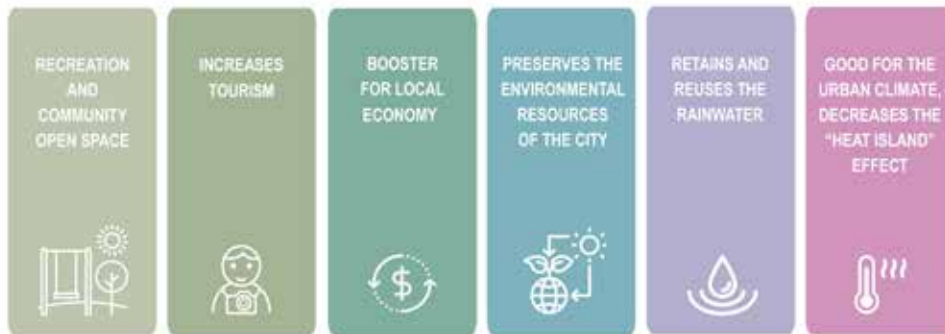 RECREATION
AND
COMMUNITY
OPEN SPACE
INCREASES
TOURISM
BOOSTER
FOR LOCAL
ECONOMY
$
PRESERVES THE
ENVIRONMENTAL
RESOURCES
OF THE CITY
RETAINS AND
REUSES THE
RAINWATER
GOOD FOR THE
URBAN CLIMATE,
DECREASES THE
“HEAT ISLAND”
EFFECT